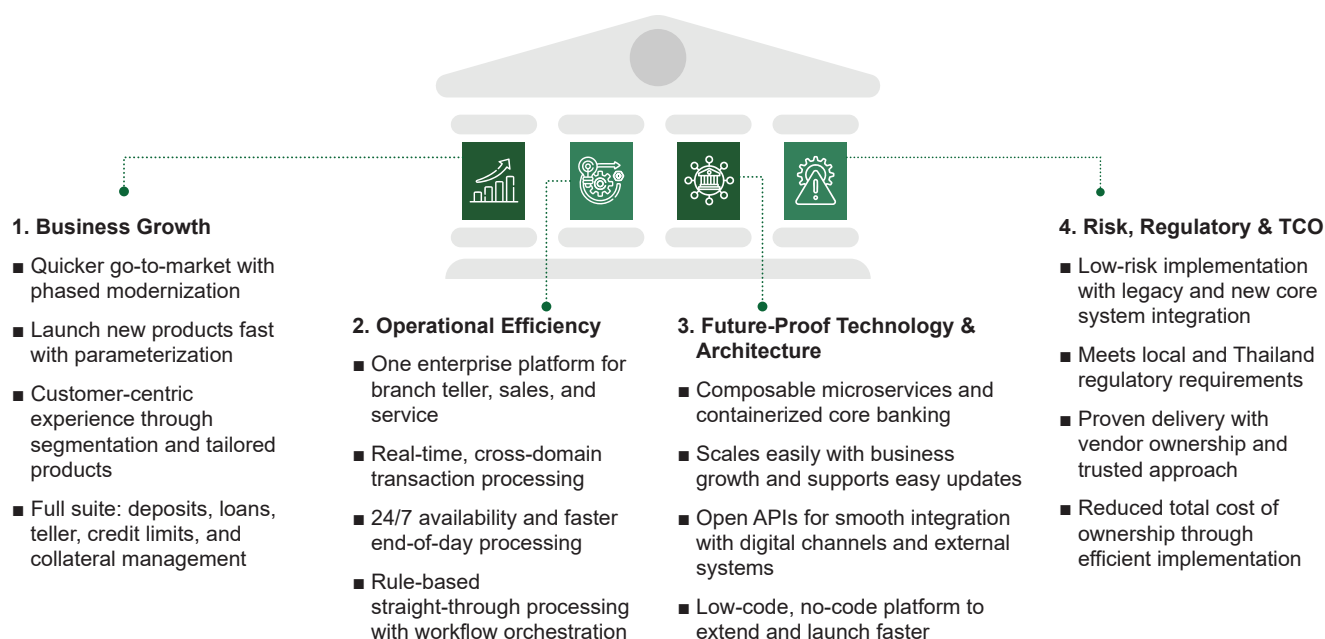 1. Business Growth
■ Quicker go-to-market with
phased modernization
■ Launch new products fast
with parameterization
■ Customer-centric
experience through
segmentation and tailored
products
■ Full suite: deposits, loans,
teller, credit limits, and
collateral management
2. Operational Efficiency
■ One enterprise platform for
branch teller, sales, and
service
■ Real-time, cross-domain
transaction processing
■ 24/7 availability and faster
end-of-day processing
■ Rule-based
straight-through processing
with workflow orchestration
3. Future-Proof Technology &
Architecture
■ Composable microservices and
containerized core banking
■ Scales easily with business
growth and supports easy updates
■ Open APIs for smooth integration
with digital channels and external
systems
■ Low-code, no-code platform to
extend and launch faster
4. Risk, Regulatory & TCO
■ Low-risk implementation
with legacy and new core
system integration
■ Meets local and Thailand
regulatory requirements
■ Proven delivery with
vendor ownership and
trusted approach
■ Reduced total cost of
ownership through
efficient implementation